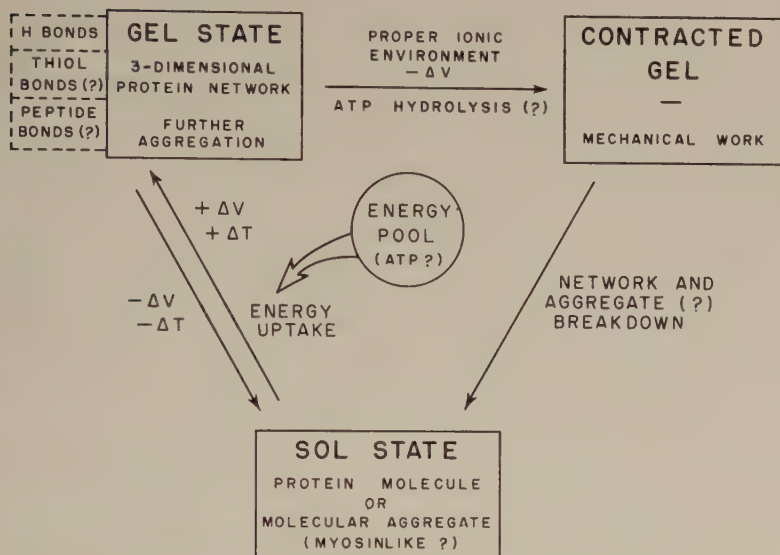 H BONDS
THIOL
BONDS (?)
PEPTIDE
BONDS (?)
GEL STATE
3-DIMENSIONAL
PROTEIN NETWORK
FURTHER
AGGREGATION
PROPER IONIC
ENVIRONMENT
−ΔV
ATP HYDROLYSIS (?)
CONTRACTED
GEL
—
MECHANICAL WORK
+ΔV
+ΔT
ENERGY
POOL
(ATP?)
−ΔV
−ΔT
ENERGY
UPTAKE
NETWORK AND
AGGREGATE (?)
BREAKDOWN
SOL STATE
PROTEIN MOLECULE
OR
MOLECULAR AGGREGATE
(MYOSINLIKE ?)